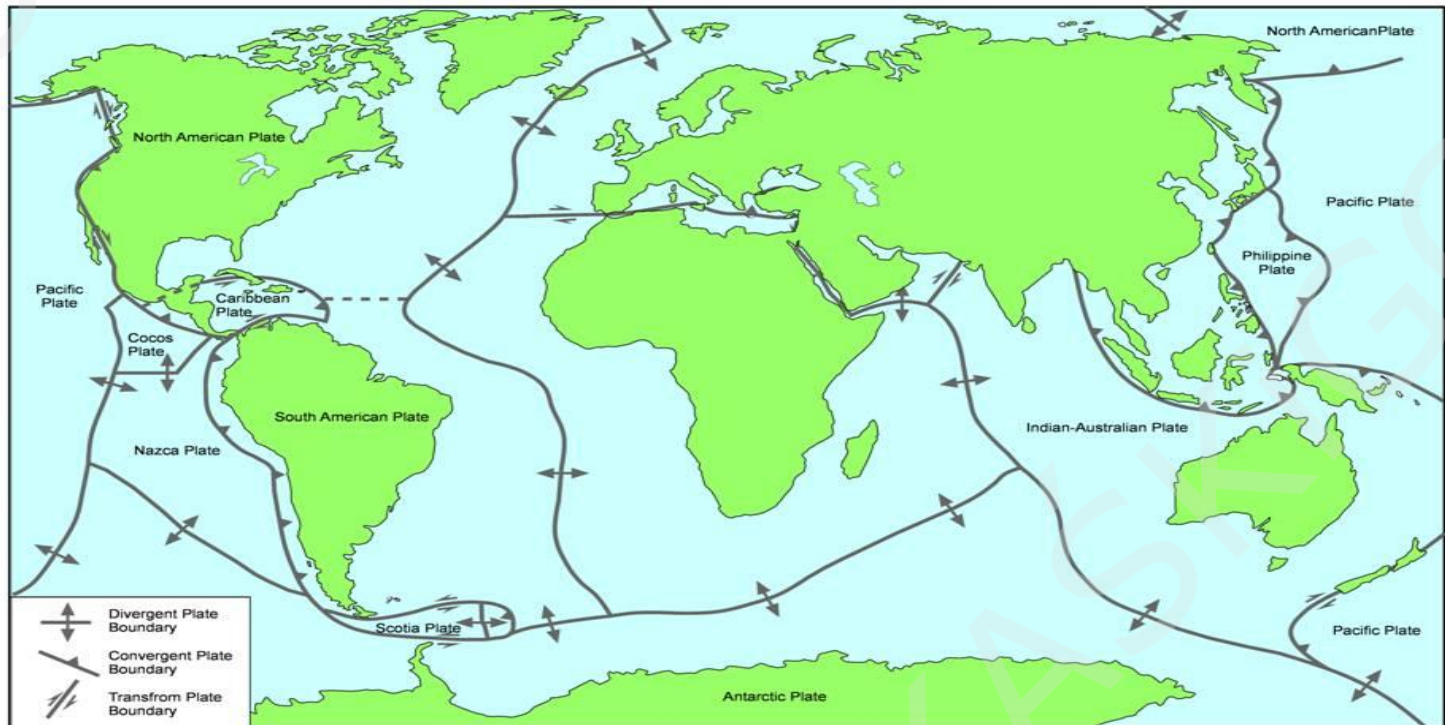 North AmericanPlate
North American Plate
Pacific Plate
Philippine
Plate
Pacific
Plate
Caribbean
Plate
Cocos
Plate
South American Plate
Nazca Plate
Indian-Australian Plate
Scotia Plate
Pacific Plate
Antarctic Plate
Divergent Plate
Boundary
Convergent Plate
Boundary
Transfrom Plate
Boundary